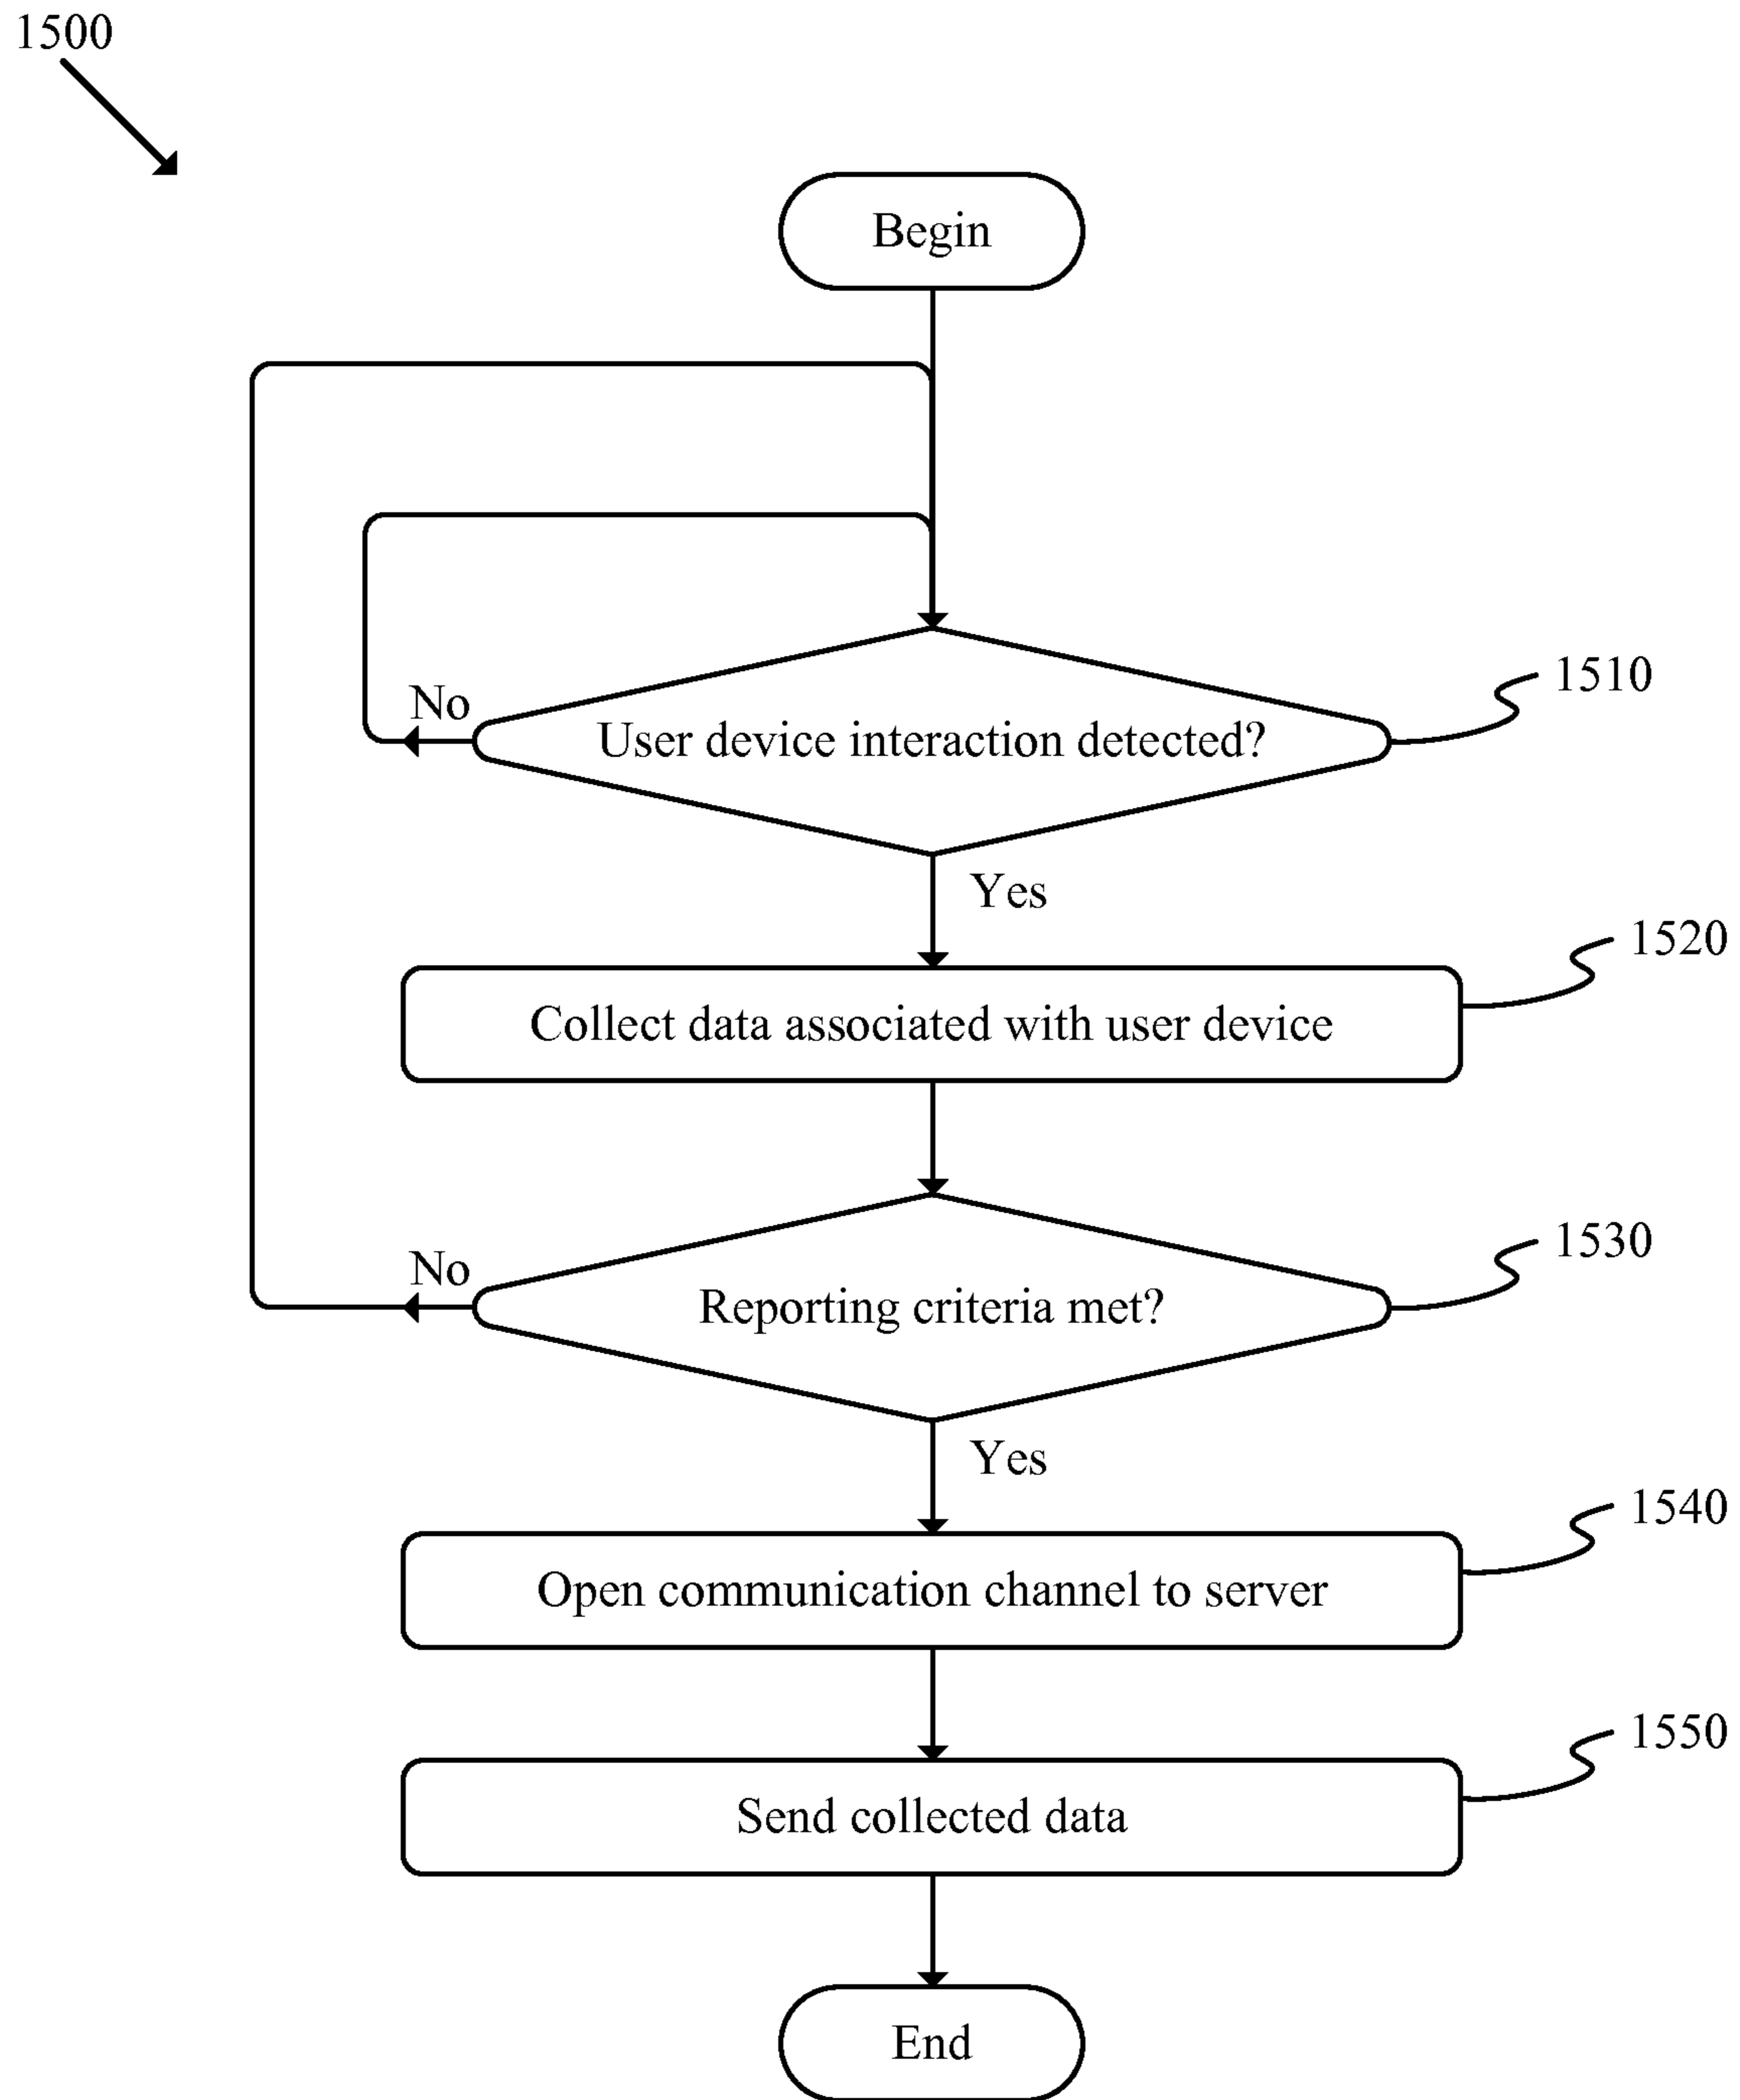 1500
Begin
No
User device interaction detected?
1510
Yes
1520
Collect data associated with user device
No
Reporting criteria met?
1530
Yes
1540
Open communication channel to server
1550
Send collected data
End